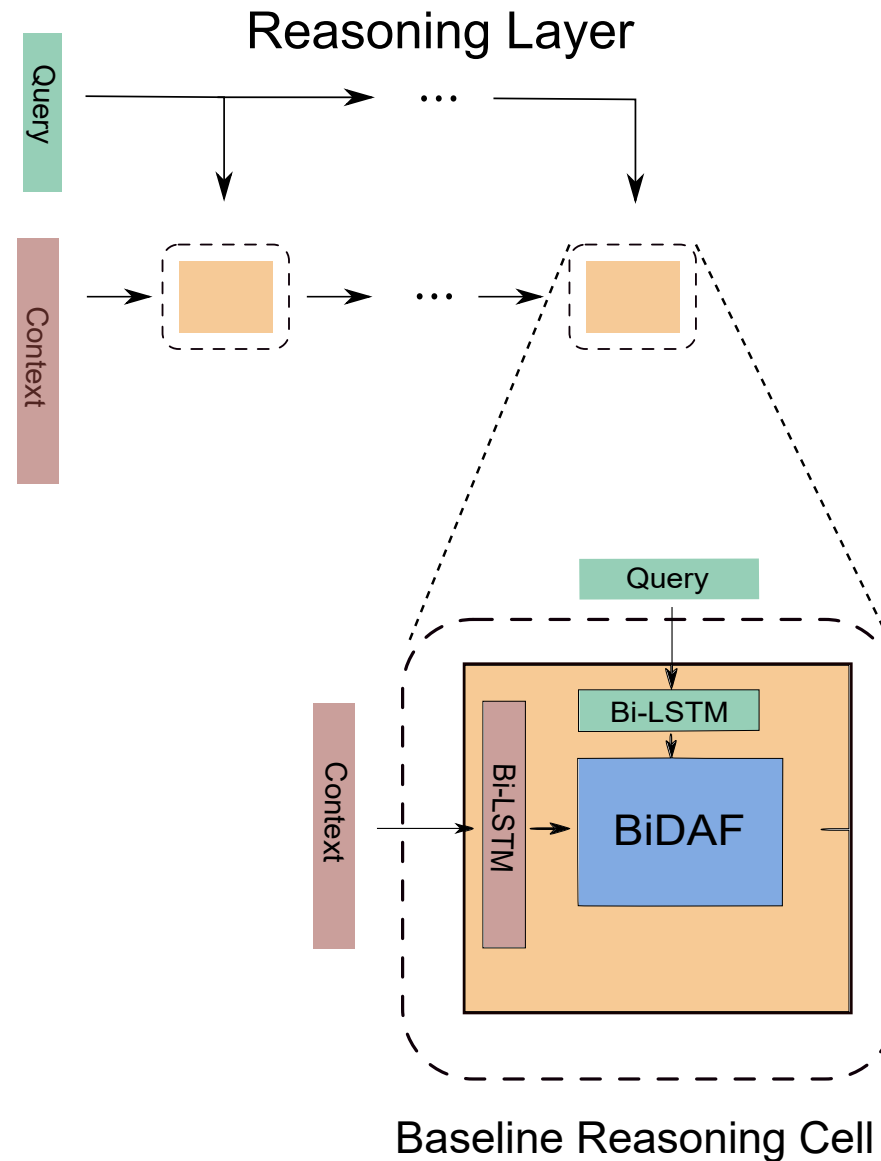 Reasoning Layer
Query
...
Context
...
Query
Bi-LSTM
Context
Bi-LSTM
BiDAF
Baseline Reasoning Cell